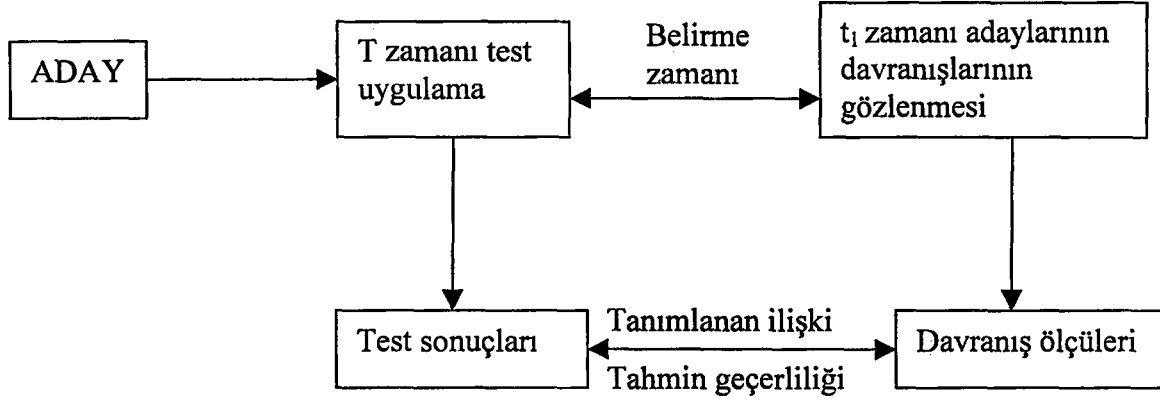 ADAY
T zamanı test
uygulama
Belirme
zamanı
t₁ zamanı adaylarının
davranışlarının
gözlenmesi
Test sonuçları
Tanımlanan ilişki
Tahmin geçerliliği
Davranış ölçüleri